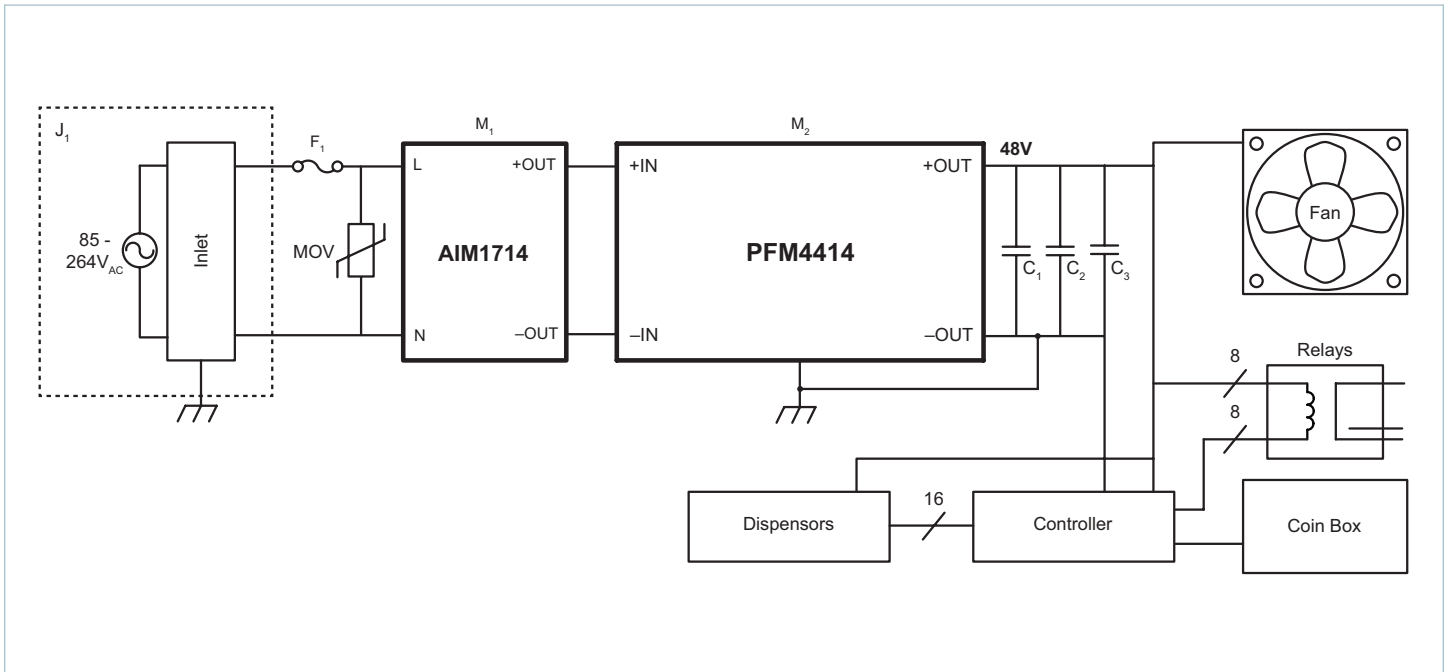 J1
85 -
264VAC
Inlet
F1
MOV
M1
L
N
+OUT
–OUT
AIM1714
M2
+IN
–IN
PFM4414
+OUT
–OUT
48V
C1
C2
C3
Fan
8
8
Relays
Dispensors
16
Controller
Coin Box